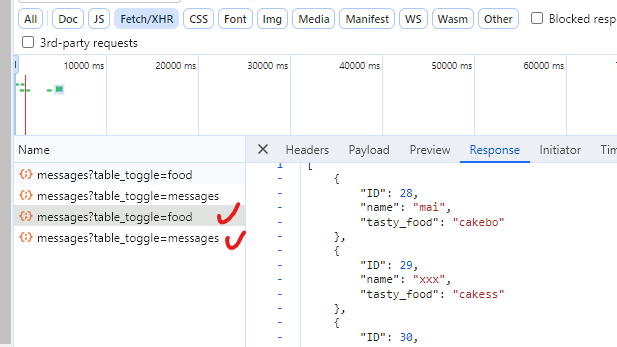 All Doc JS Fetch/XHR CSS Font Img Media Manifest WS Wasm Other Blocked resp
3rd-party requests
10000 ms 20000 ms 30000 ms 40000 ms 50000 ms 60000 ms
Name
messages?table_toggle=food
messages?table_toggle=messages
messages?table_toggle=food
messages?table_toggle=messages
× Headers Payload Preview Response Initiator Tim
1 [
- {
- "ID": 28,
- "name": "mai",
- "tasty_food": "cakebo"
- },
- {
- "ID": 29,
- "name": "xxx",
- "tasty_food": "cakess"
- },
- {
- "ID": 30,